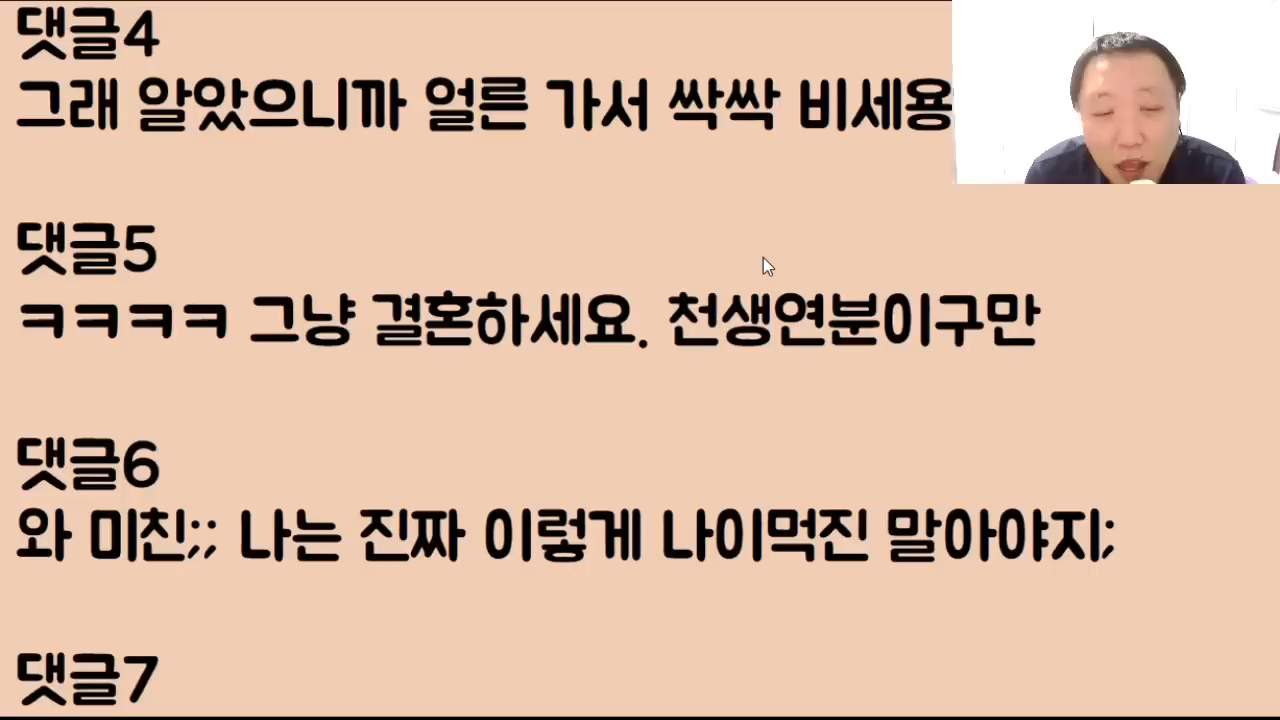 댓글4
그래 알았으니까 얼른 가서 싹싹 비세용
댓글5
ㅋㅋㅋㅋ 그냥 결혼하세요. 천생연분이구만
댓글6
와 미친;; 나는 진짜 이렇게 나이먹진 말아야지;
댓글7